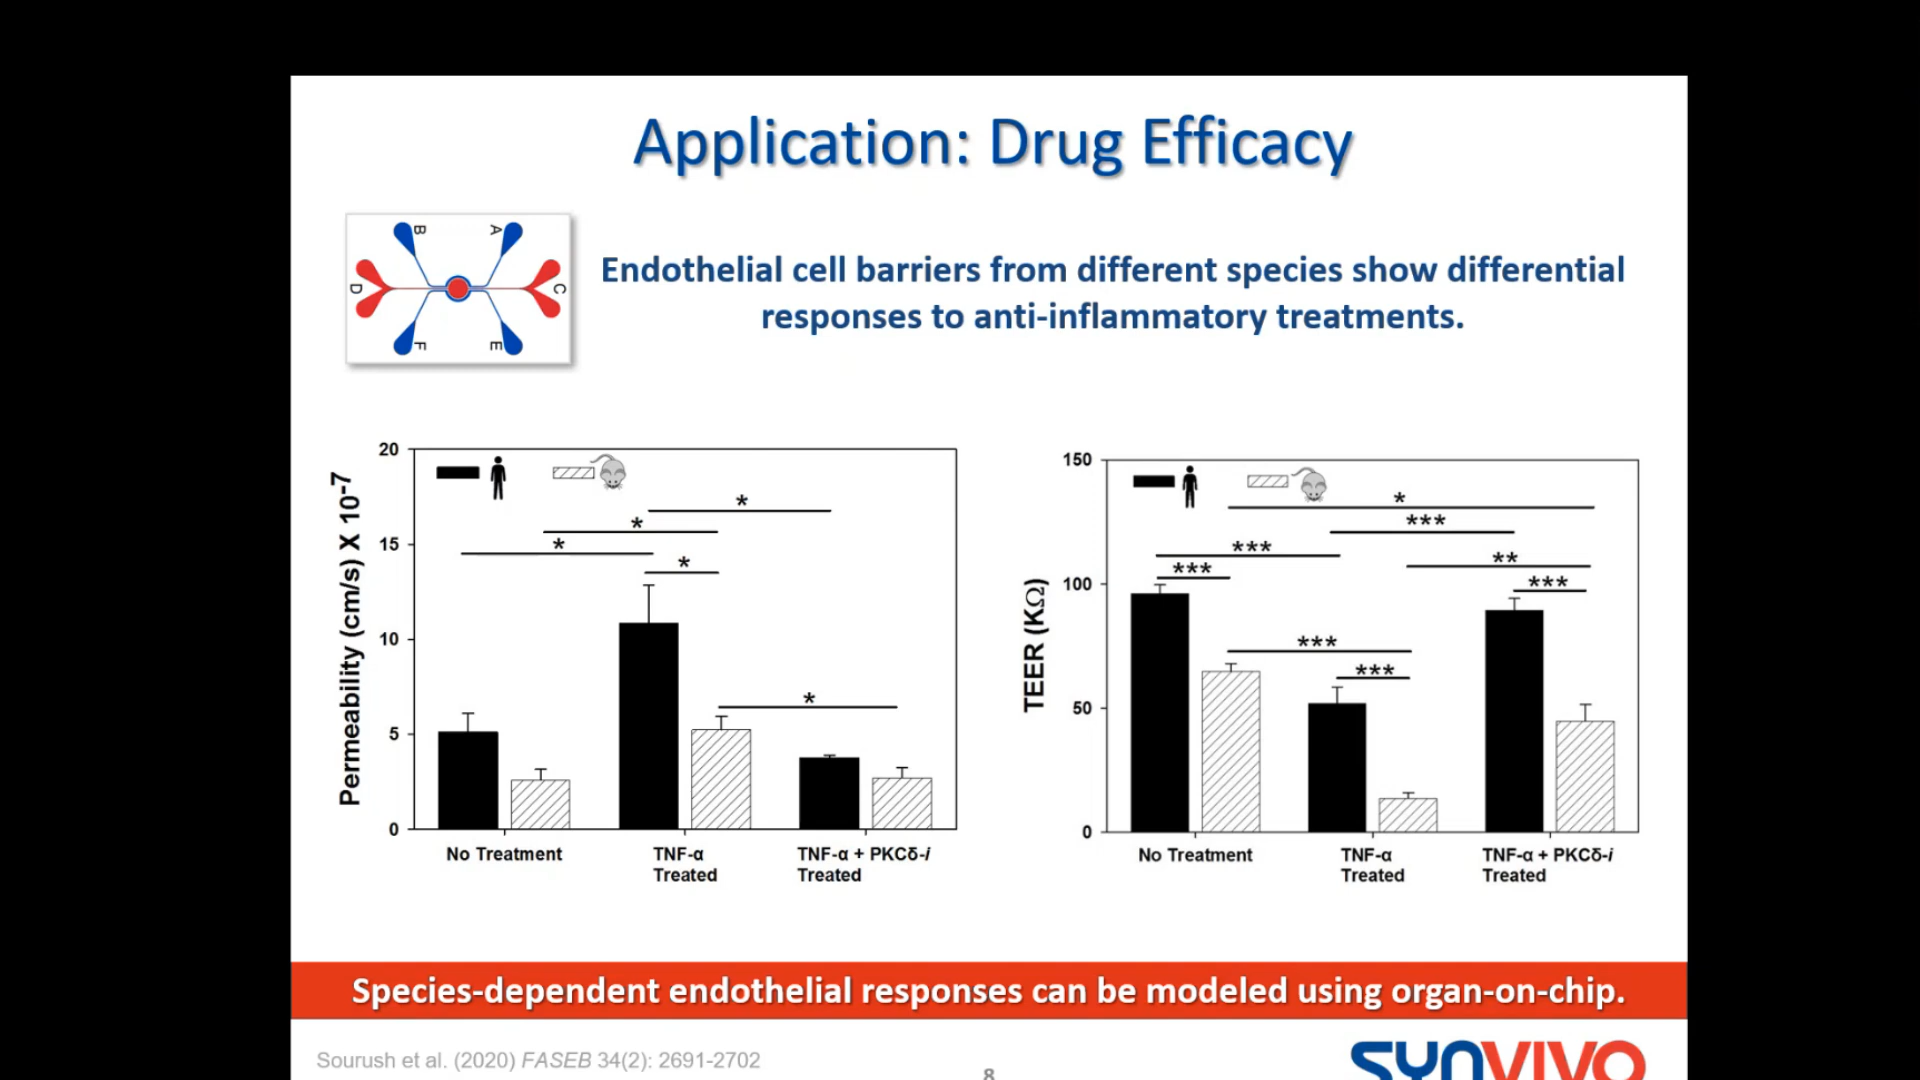 Application: Drug Efficacy
B
A
D
C
F
E
Endothelial cell barriers from different species show differential
responses to anti-inflammatory treatments.
Permeability (cm/s) X 10-7
20
15
10
5
0
*
*
*
*
*
No Treatment
TNF-α
Treated
TNF-α + PKCδ-i
Treated
TEER (KΩ)
150
100
50
0
*
***
***
**
***
***
***
***
No Treatment
TNF-α
Treated
TNF-α + PKCδ-i
Treated
Species-dependent endothelial responses can be modeled using organ-on-chip.
Sourush et al. (2020) FASEB 34(2): 2691-2702
8
SYNVIVO